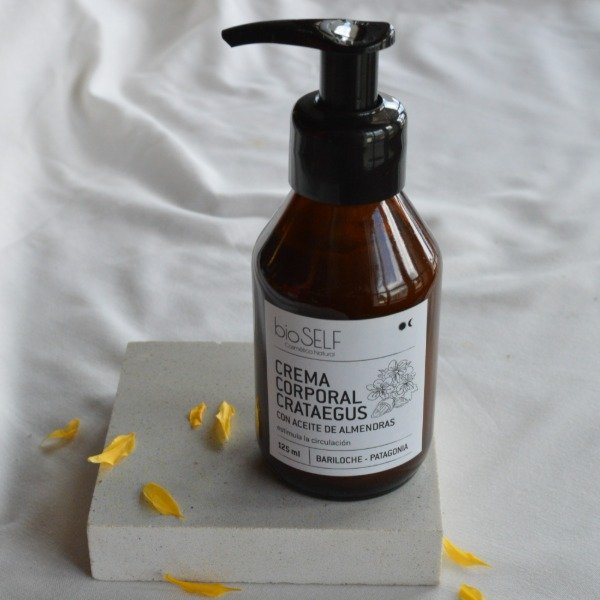 bioSELF
Cosmética Natural
CREMA
CORPORAL
CRATAEGUS
CON ACEITE DE ALMENDRAS
estimula la circulación
125 ml
BARILOCHE - PATAGONIA